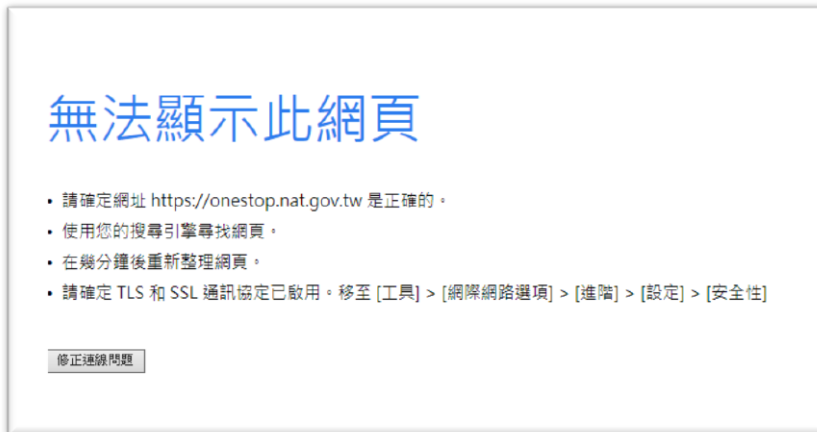 無法顯示此網頁
• 請確定網址 https://onestop.nat.gov.tw 是正確的。
• 使用您的搜尋引擎尋找網頁。
• 在幾分鐘後重新整理網頁。
• 請確定 TLS 和 SSL 通訊協定已啟用。移至 [工具] > [網際網路選項] > [進階] > [設定] > [安全性]
修正連線問題